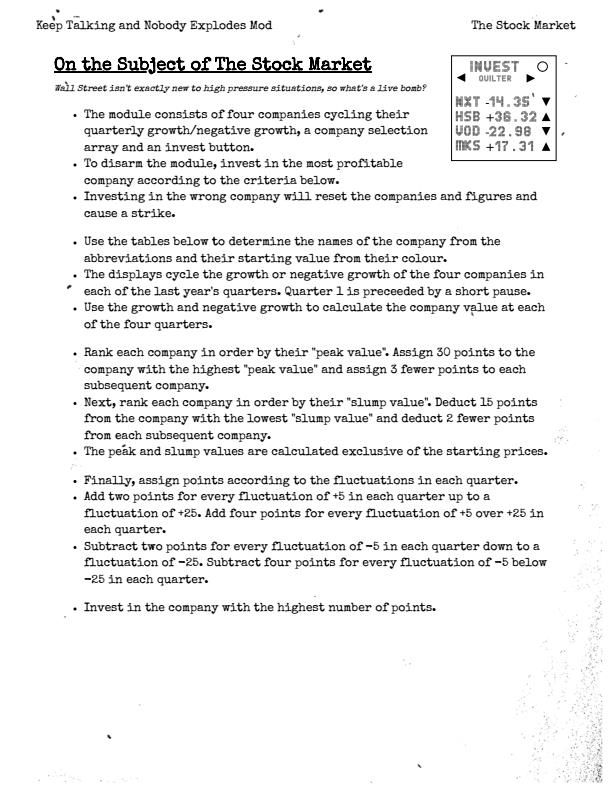 Keep Talking and Nobody Explodes Mod
The Stock Market
On the Subject of The Stock Market
Wall Street isn't exactly new to high pressure situations, so what's a live bomb?
INVEST
QUILTER
NXT -14.35 ▼
HSB +36.32 ▲
VOD -22.98 ▼
MKS +17.31 ▲
• The module consists of four companies cycling their
quarterly growth/negative growth, a company selection
array and an invest button.
• To disarm the module, invest in the most profitable
company according to the criteria below.
• Investing in the wrong company will reset the companies and figures and
cause a strike.
• Use the tables below to determine the names of the company from the
abbreviations and their starting value from their colour.
• The displays cycle the growth or negative growth of the four companies in
each of the last year's quarters. Quarter 1 is preceeded by a short pause.
• Use the growth and negative growth to calculate the company value at each
of the four quarters.
• Rank each company in order by their "peak value". Assign 30 points to the
company with the highest "peak value" and assign 3 fewer points to each
subsequent company.
• Next, rank each company in order by their "slump value". Deduct 15 points
from the company with the lowest "slump value" and deduct 2 fewer points
from each subsequent company.
• The peak and slump values are calculated exclusive of the starting prices.
• Finally, assign points according to the fluctuations in each quarter.
• Add two points for every fluctuation of +5 in each quarter up to a
fluctuation of +25. Add four points for every fluctuation of +5 over +25 in
each quarter.
• Subtract two points for every fluctuation of −5 in each quarter down to a
fluctuation of −25. Subtract four points for every fluctuation of −5 below
−25 in each quarter.
• Invest in the company with the highest number of points.